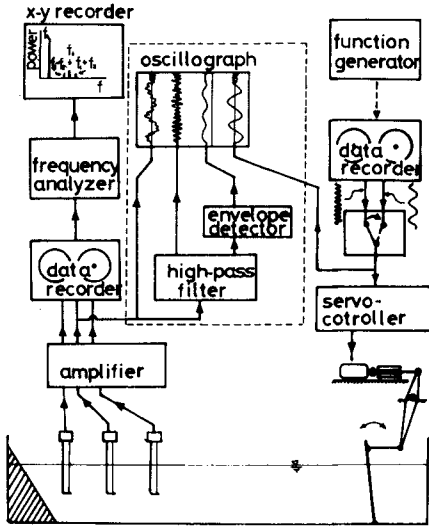 x-y recorder
power
f
oscillograph
function
generator
data
recorder
frequency
analyzer
envelope
detector
data
recorder
high-pass
filter
servo-
cotroller
amplifier